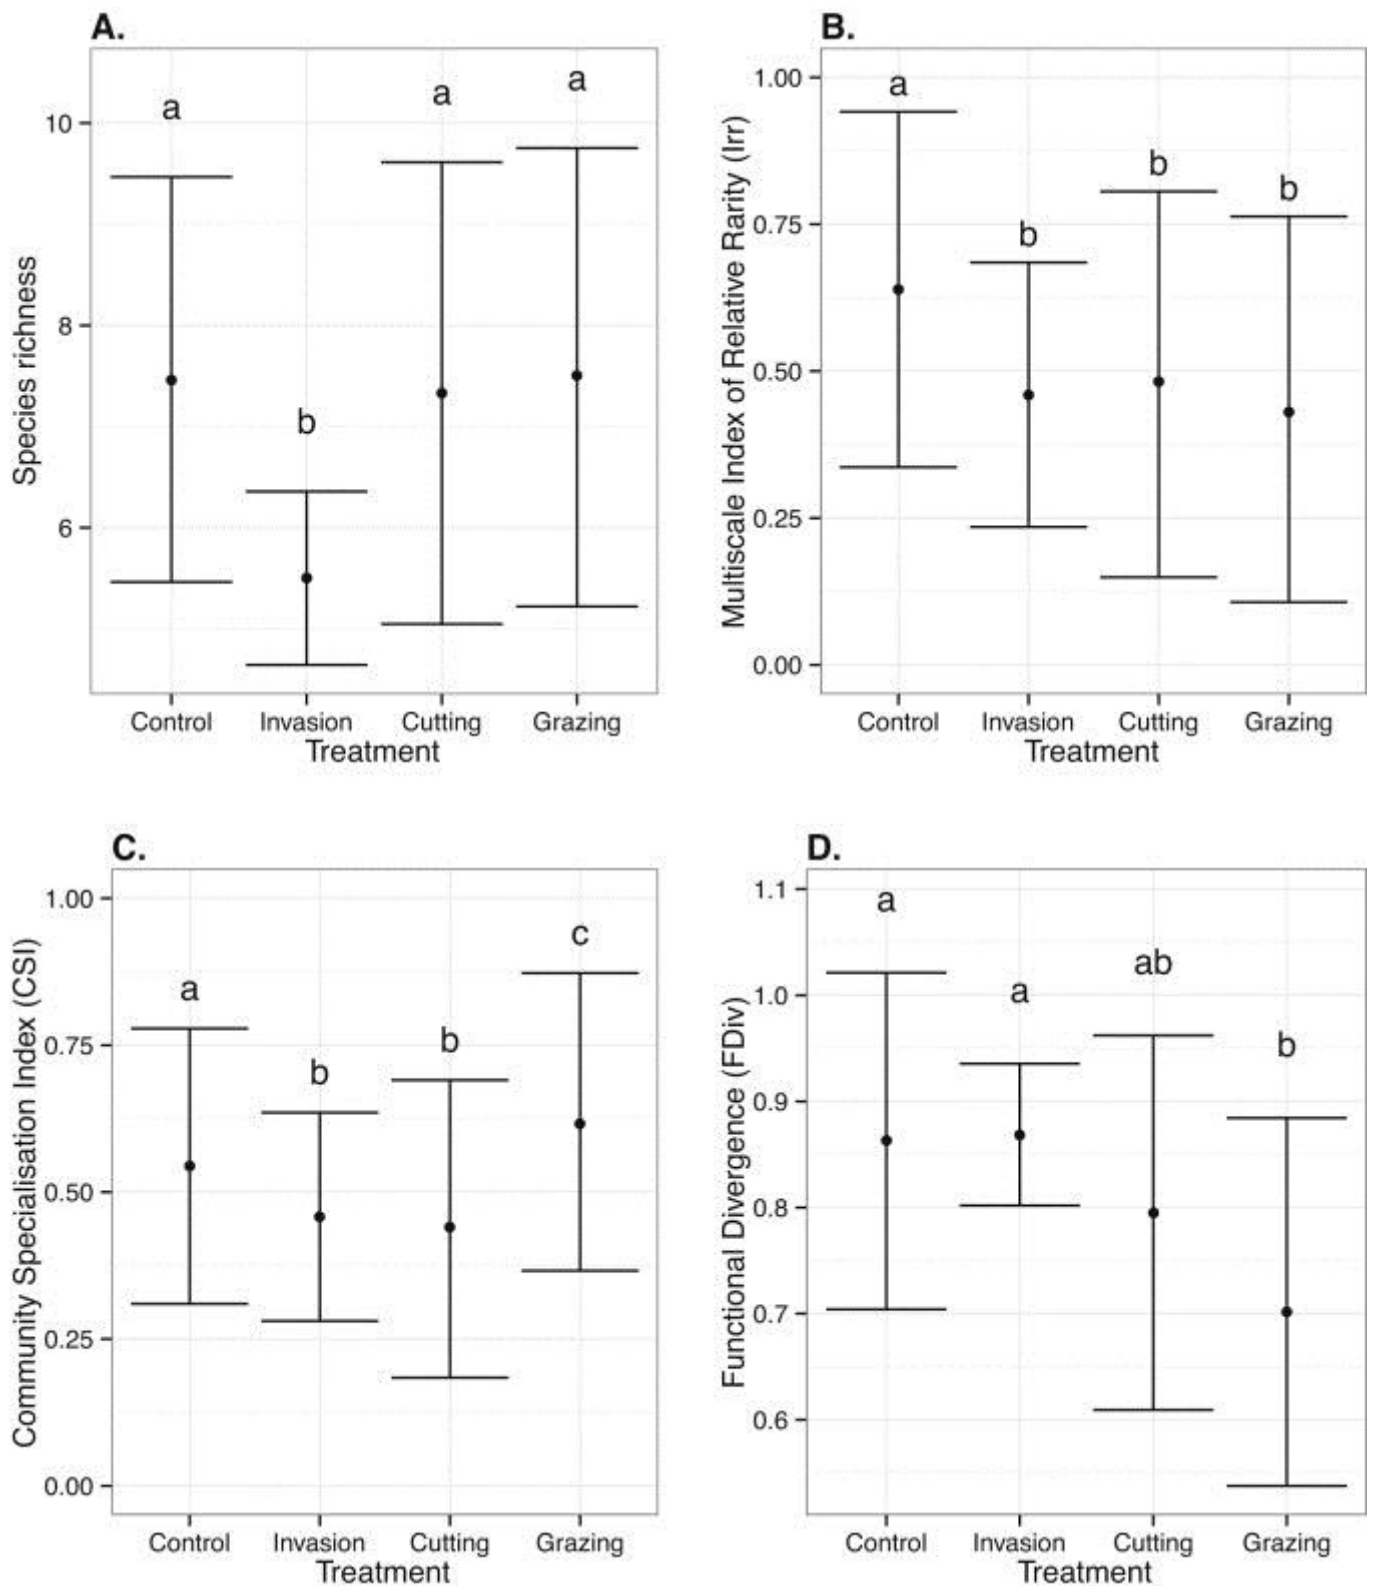 A.
Species richness
10
8
6
a
b
a
a
Control Invasion Cutting Grazing
Treatment
B.
Multiscale Index of Relative Rarity (Irr)
1.00
0.75
0.50
0.25
0.00
a
b
b
b
Control Invasion Cutting Grazing
Treatment
C.
Community Specialisation Index (CSI)
1.00
0.75
0.50
0.25
0.00
a
b
b
c
Control Invasion Cutting Grazing
Treatment
D.
Functional Divergence (FDiv)
1.1
1.0
0.9
0.8
0.7
0.6
a
a
ab
b
Control Invasion Cutting Grazing
Treatment